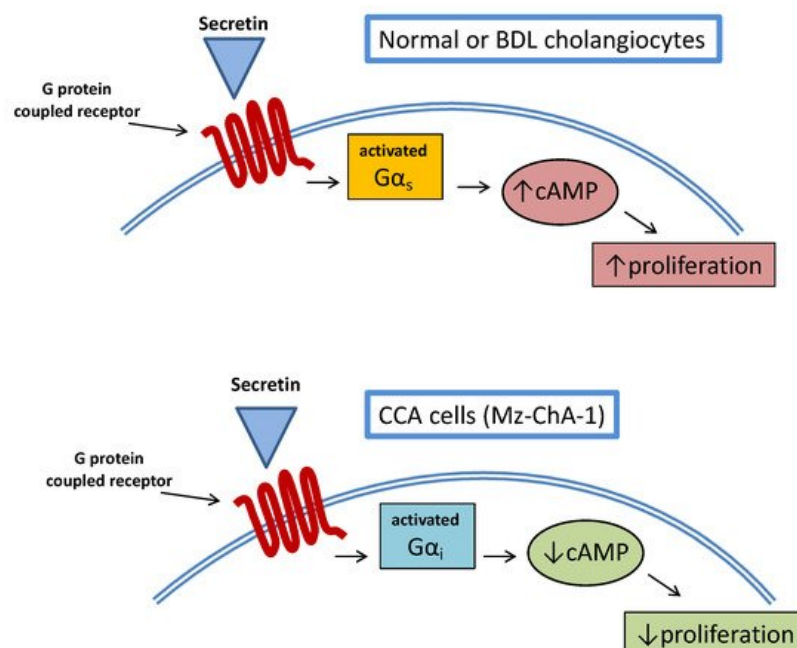 Secretin
Normal or BDL cholangiocytes
G protein
coupled receptor
activated
Gαs
↑cAMP
↑proliferation
Secretin
CCA cells (Mz-ChA-1)
G protein
coupled receptor
activated
Gαi
↓cAMP
↓proliferation